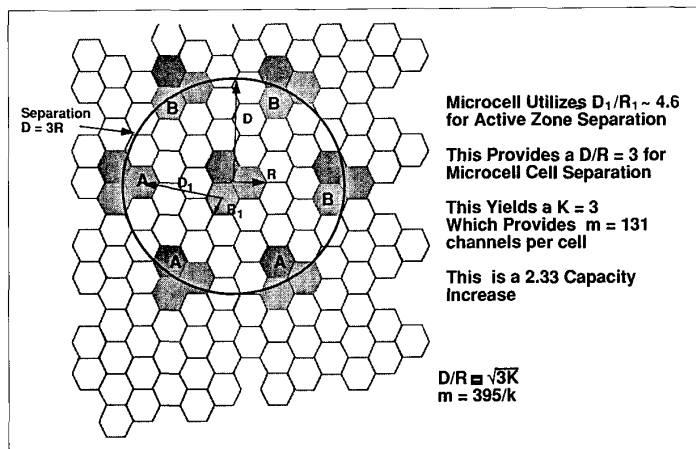 B
B
Separation
D = 3R
D
A
D₁
R
R₁
B
A
A
Microcell Utilizes D₁/R₁ ~ 4.6
for Active Zone Separation
This Provides a D/R = 3 for
Microcell Cell Separation
This Yields a K = 3
Which Provides m = 131
channels per cell
This is a 2.33 Capacity
Increase
D/R = √3K
m = 395/k